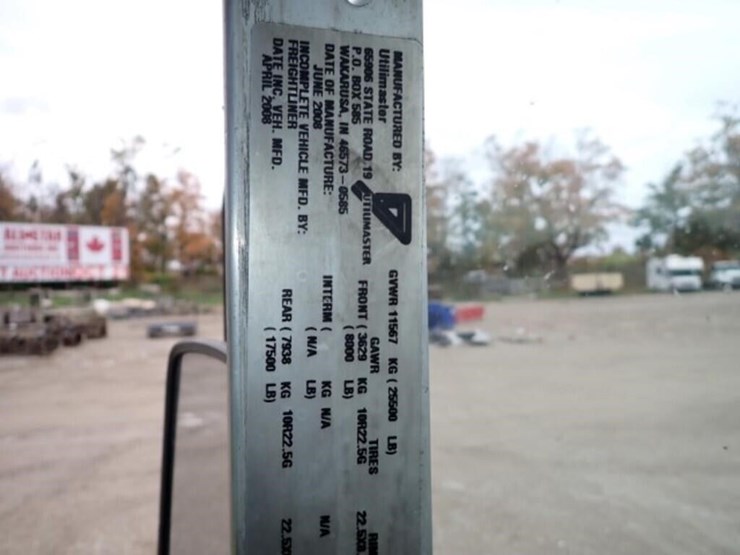 MANUFACTURED BY:
Utilimaster
65906 STATE ROAD 19
P.O. BOX 585
WAKARUSA, IN 46573-0585
DATE OF MANUFACTURE:
JUNE 2008
INCOMPLETE VEHICLE MFD. BY:
FREIGHTLINER
DATE INC. VEH. MFD.
APRIL 2008
UTILIMASTER
GVWR 11567 KG ( 25500 LB)
GAWR TIRES
FRONT ( 3629 KG 10R22.5G
( 8000 LB)
INTERM ( KG N/A N/A
( N/A LB)
REAR ( 7938 KG 10R22.5G
( 17500 LB)